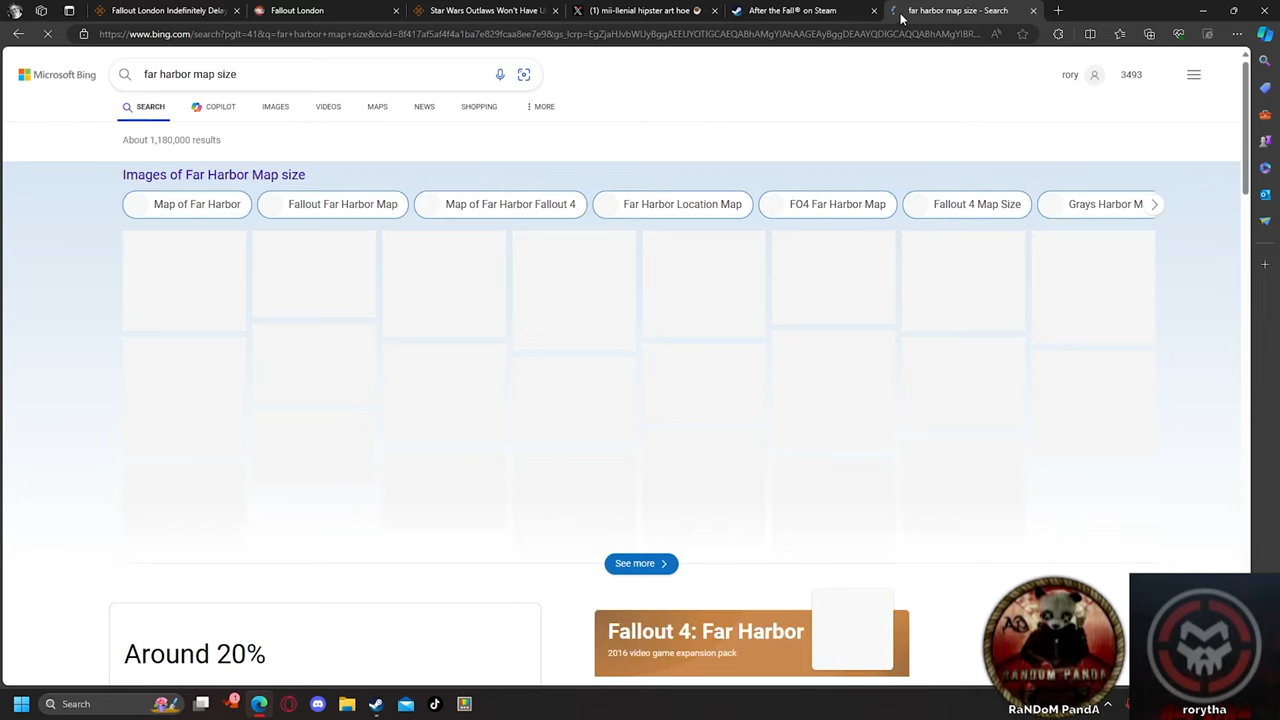 Fallout London Indefinitely Delay
Fallout London
Star Wars Outlaws Won't Have U
(1) mii-llenial hipster art hoe
After the Fall® on Steam
far harbor map size - Search
Microsoft Bing
far harbor map size
rory
3493
SEARCH
COPILOT
IMAGES
VIDEOS
MAPS
NEWS
SHOPPING
MORE
About 1,180,000 results
Images of Far Harbor Map size
Map of Far Harbor
Fallout Far Harbor Map
Map of Far Harbor Fallout 4
Far Harbor Location Map
FO4 Far Harbor Map
Fallout 4 Map Size
Grays Harbor M
See more
Around 20%
Fallout 4: Far Harbor
2016 video game expansion pack
RANDOM PANDA
RaNDoM PandA
rorytha
Search
1